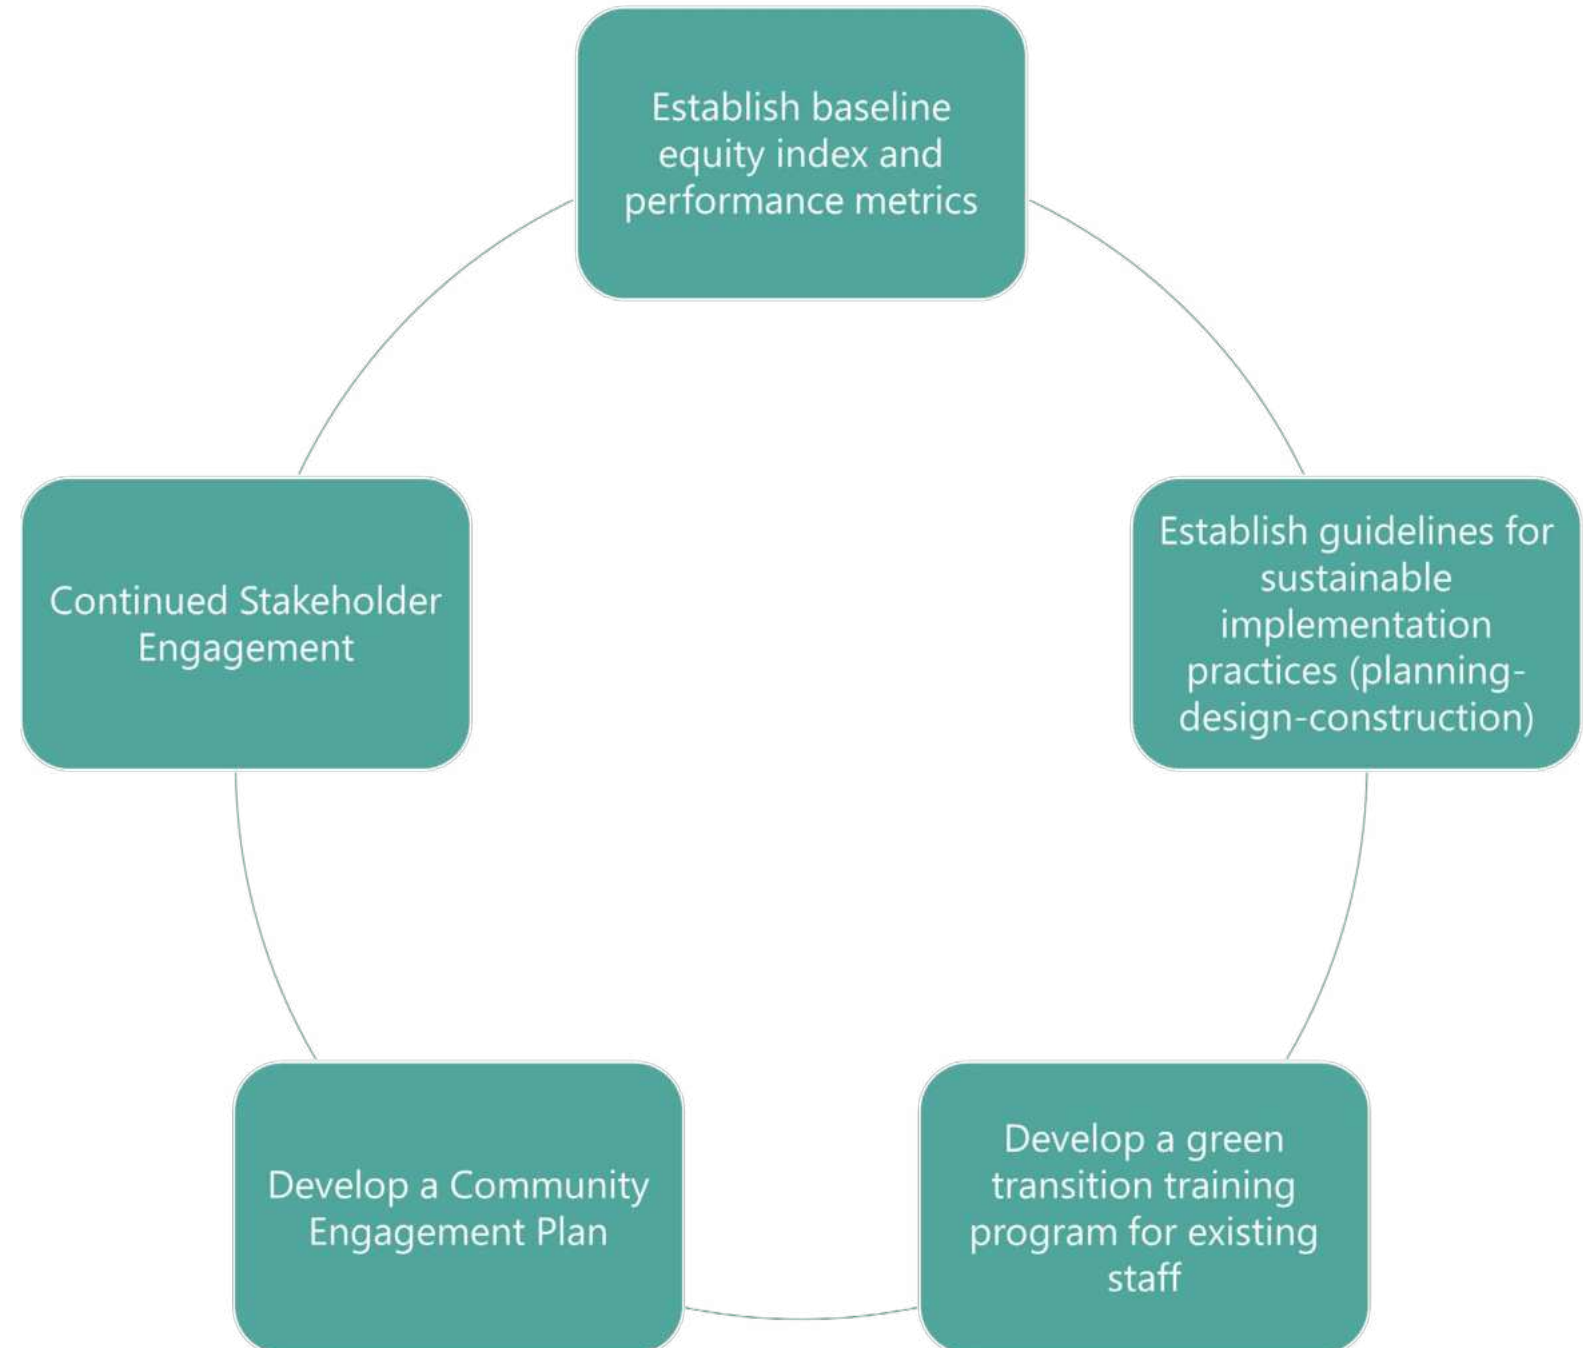 Establish baseline
equity index and
performance metrics
Establish guidelines for
sustainable
implementation
practices (planning-
design-construction)
Develop a green
transition training
program for existing
staff
Develop a Community
Engagement Plan
Continued Stakeholder
Engagement